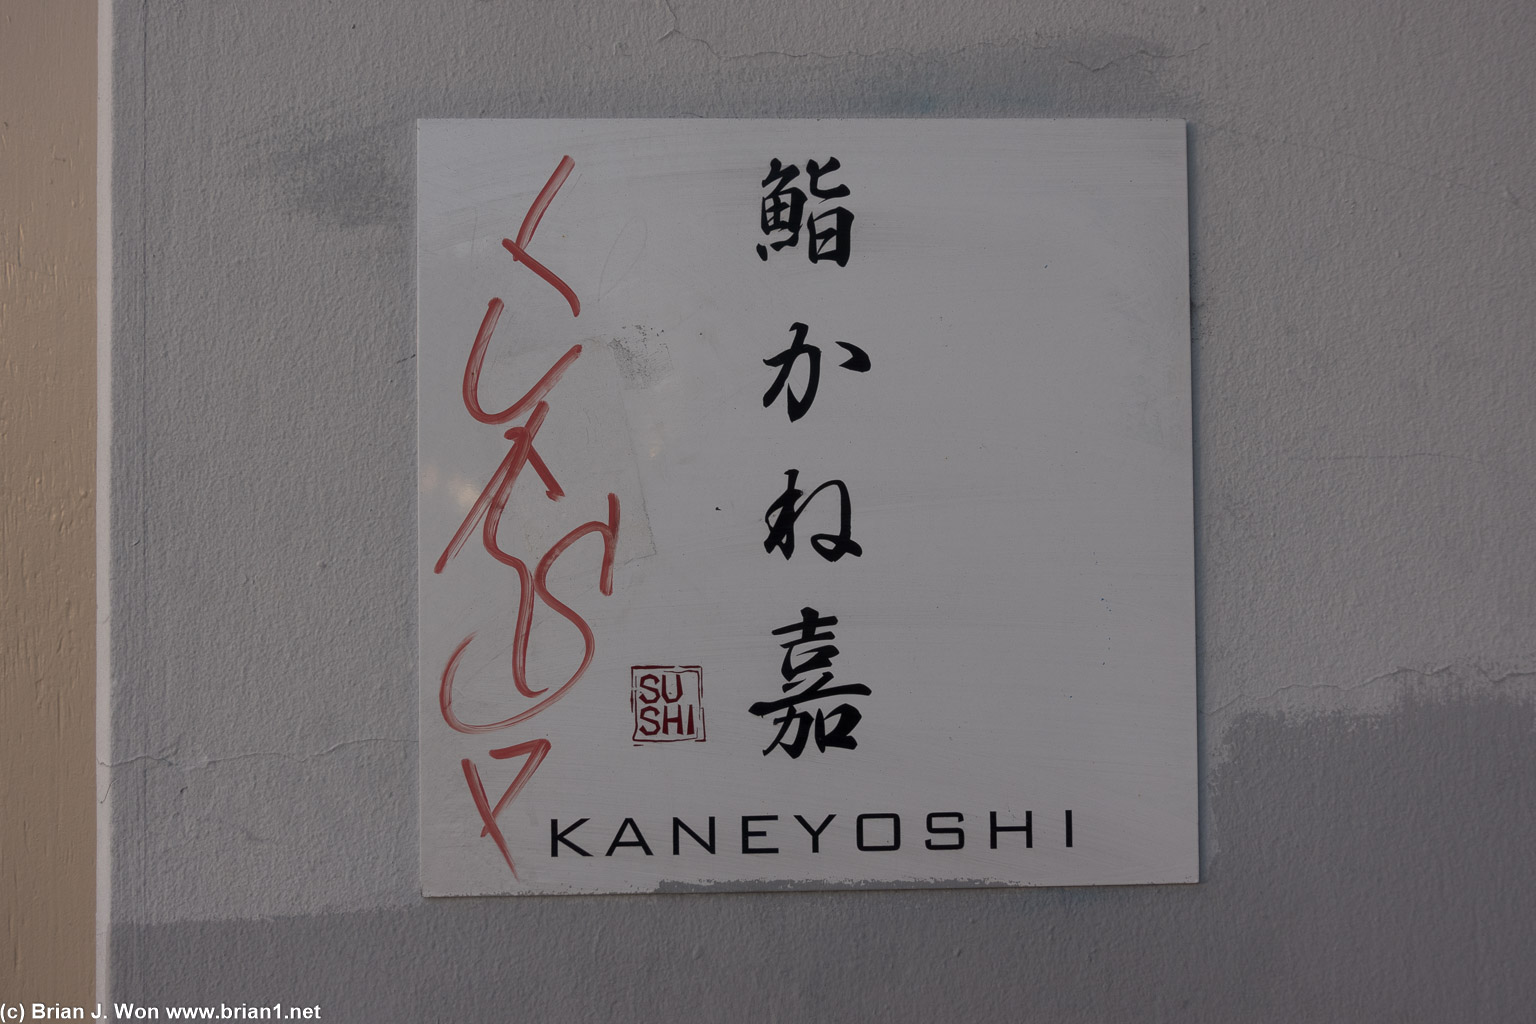 鮨かね嘉
SU
SHI
KANEYOSHI
(c) Brian J. Won www.brian1.net